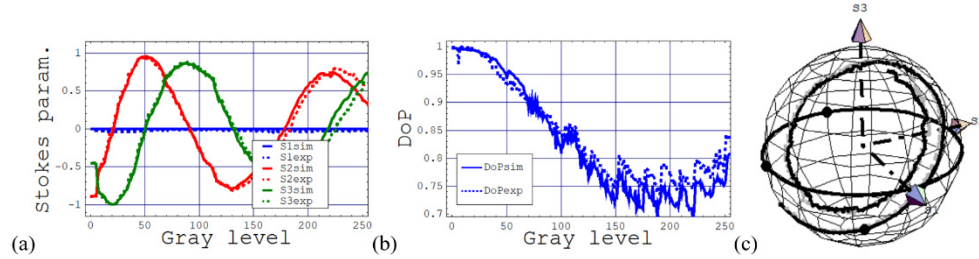 Stokes param.
1
0.5
0
-0.5
-1
0 50 100 150 200 250
Gray level
S1sim
S1exp
S2sim
S2exp
S3sim
S3exp
(a)
DoP
1
0.95
0.9
0.85
0.8
0.75
0.7
0 50 100 150 200 250
Gray level
DoPsim
DoPexp
(b)
S3
(c)